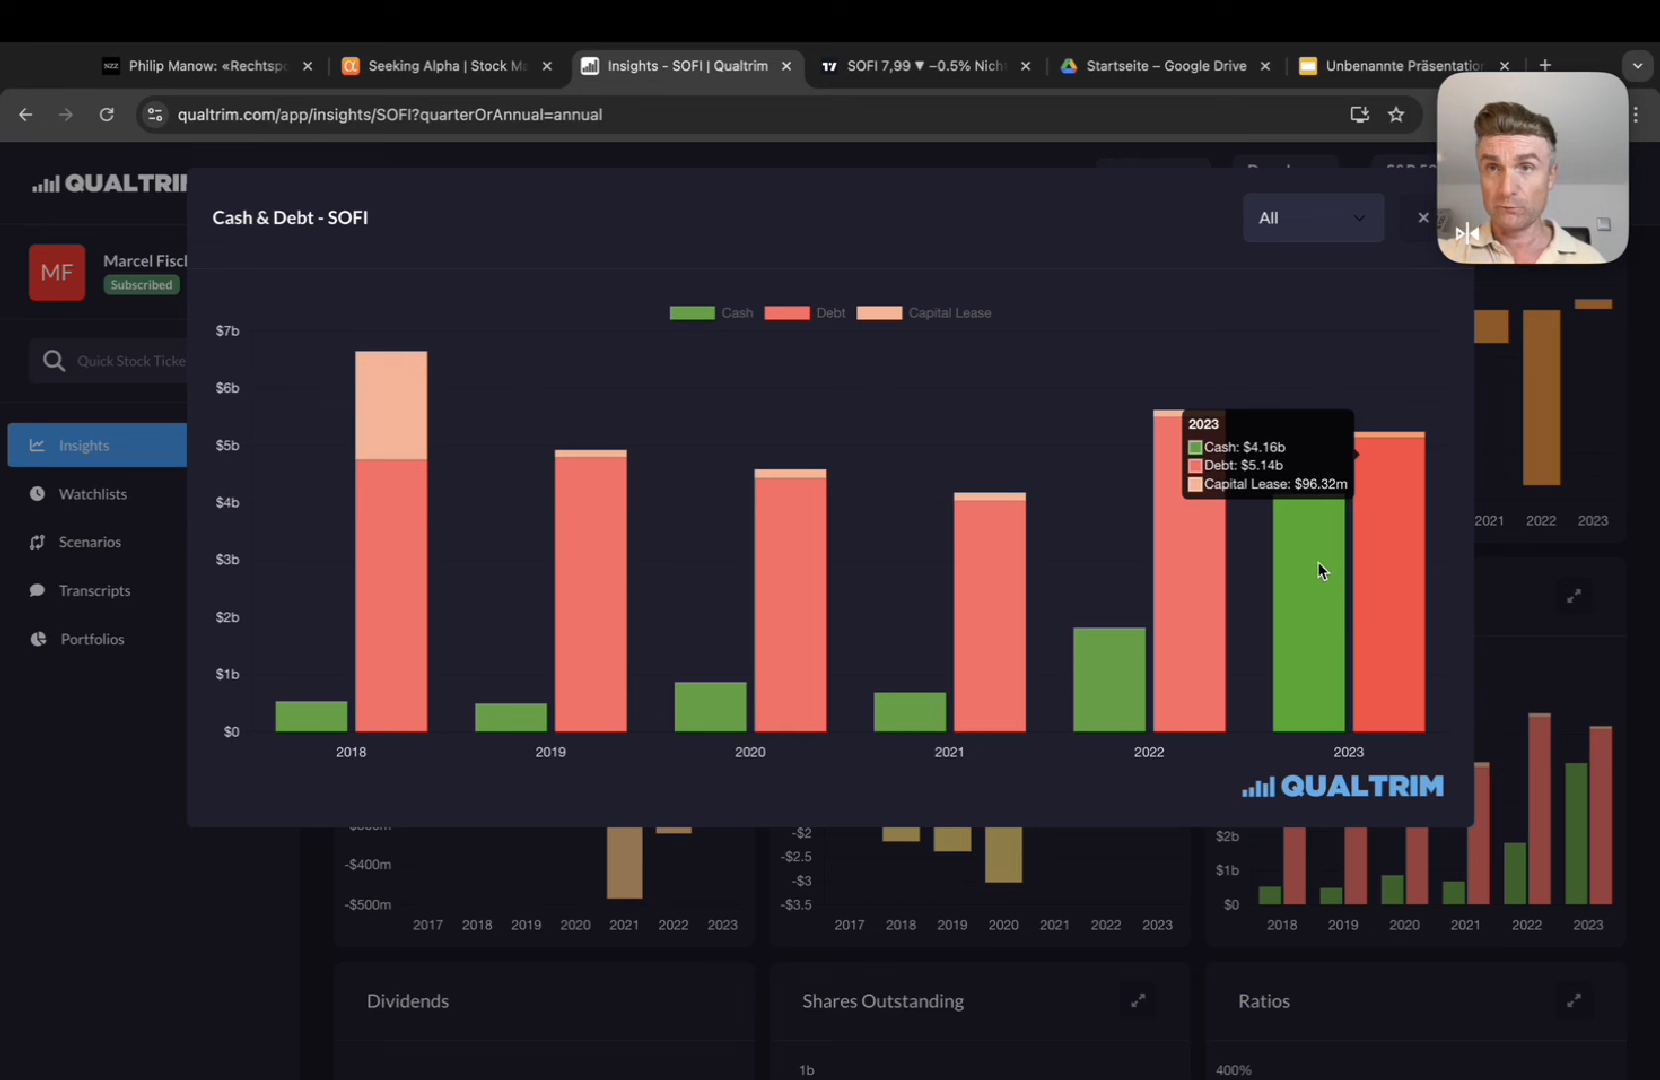 NZZ Philip Manow: «Rechtspo
Seeking Alpha | Stock Ma
Insights - SOFI | Qualtrim
SOFI 7,99 ▼ −0.5% Nich
Startseite – Google Drive
Unbenannte Präsentation
qualtrim.com/app/insights/SOFI?quarterOrAnnual=annual
QUALTRI
MF
Marcel Fisc
Subscribed
Quick Stock Ticke
Insights
Watchlists
Scenarios
Transcripts
Portfolios
Cash & Debt - SOFI
All
Cash Debt Capital Lease
$7b
$6b
$5b
$4b
$3b
$2b
$1b
$0
2023
Cash: $4.16b
Debt: $5.14b
Capital Lease: $96.32m
2018 2019 2020 2021 2022 2023
QUALTRIM
2021 2022 2023
-$400m
-$500m
2017 2018 2019 2020 2021 2022 2023
-$2
-$2.5
-$3
-$3.5
2017 2018 2019 2020 2021 2022 2023
$2b
$1b
$0
2018 2019 2020 2021 2022 2023
Dividends
Shares Outstanding
1b
Ratios
400%